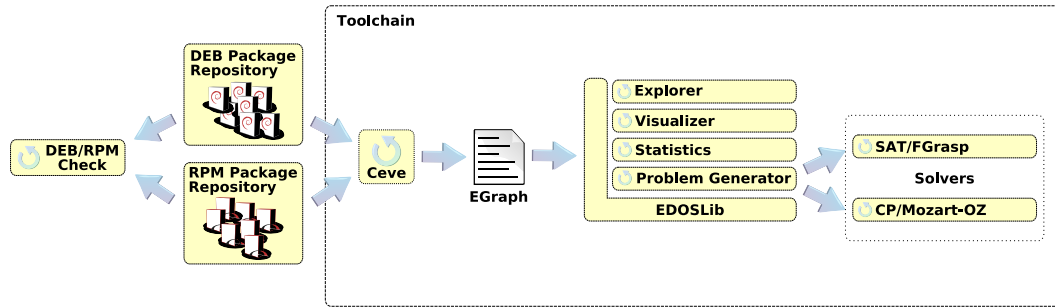 Toolchain
DEB Package
Repository
DEB/RPM
Check
RPM Package
Repository
Ceve
EGraph
Explorer
Visualizer
Statistics
Problem Generator
EDOSLib
SAT/FGrasp
Solvers
CP/Mozart-OZ